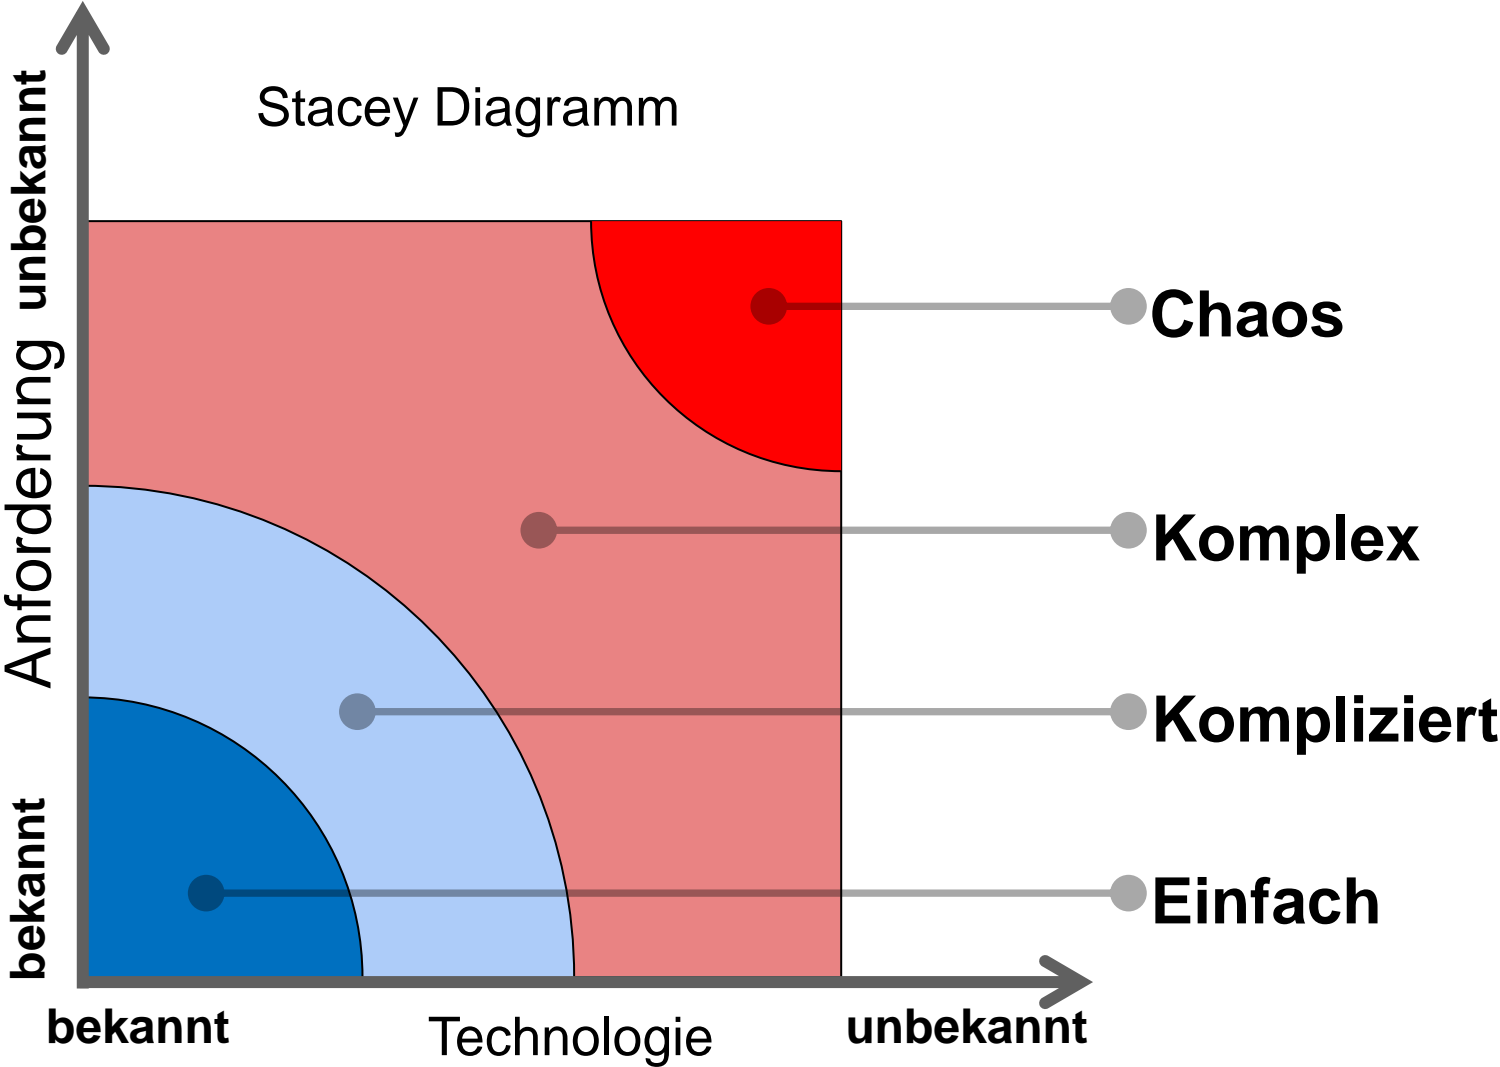 Stacey Diagramm
unbekannt
Anforderung
bekannt
Chaos
Komplex
Kompliziert
Einfach
bekannt
Technologie
unbekannt